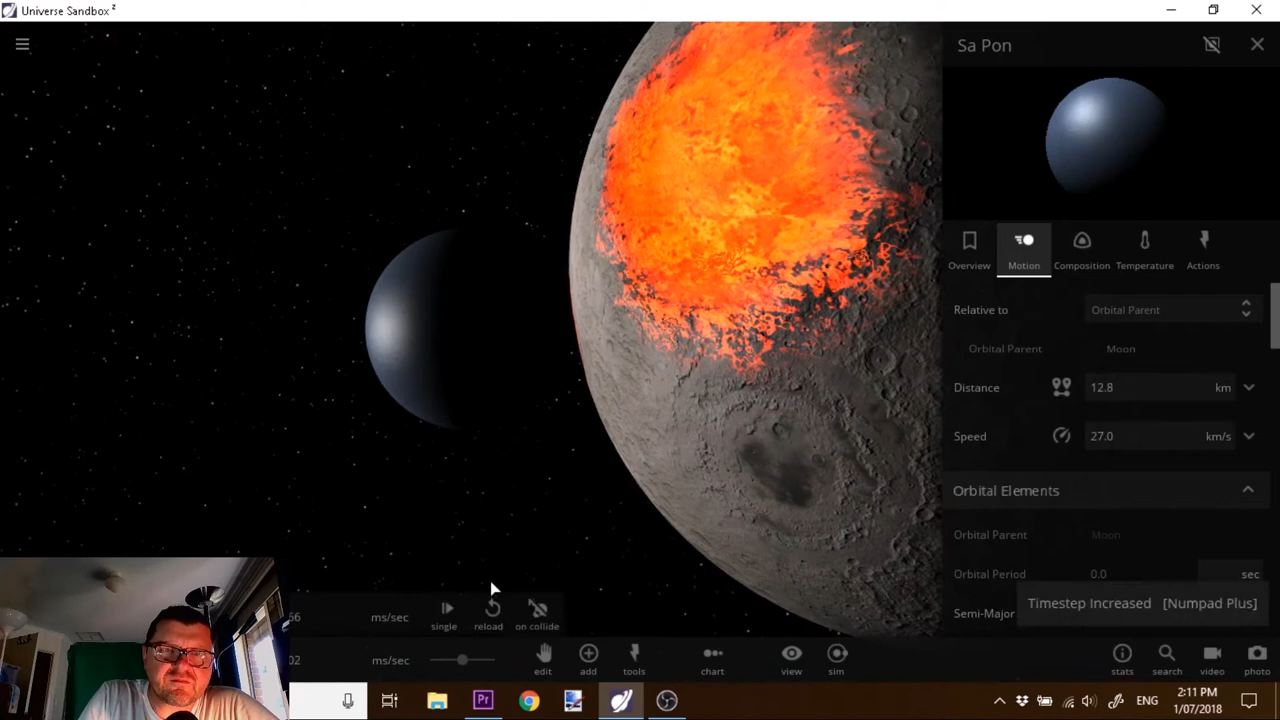 Universe Sandbox ²
Sa Pon
Overview Motion Composition Temperature Actions
Relative to Orbital Parent
Orbital Parent Moon
Distance 12.8 km
Speed 27.0 km/s
Orbital Elements
Orbital Parent Moon
Orbital Period 0.0 sec
Semi-Major
Timestep Increased [Numpad Plus]
66 ms/sec single reload on collide
02 ms/sec edit add tools chart view sim stats search video photo
Pr ENG
2:11 PM
1/07/2018